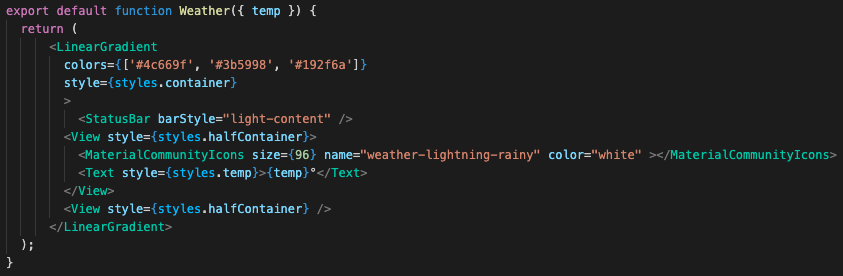 export default function Weather({ temp }) {
  return (
      <LinearGradient
        colors={['#4c669f', '#3b5998', '#192f6a']}
        style={styles.container}
        >
          <StatusBar barStyle="light-content" />
        <View style={styles.halfContainer}>
          <MaterialCommunityIcons size={96} name="weather-lightning-rainy" color="white" ></MaterialCommunityIcons>
          <Text style={styles.temp}>{temp}°</Text>
        </View>
        <View style={styles.halfContainer} />
      </LinearGradient>
  );
}